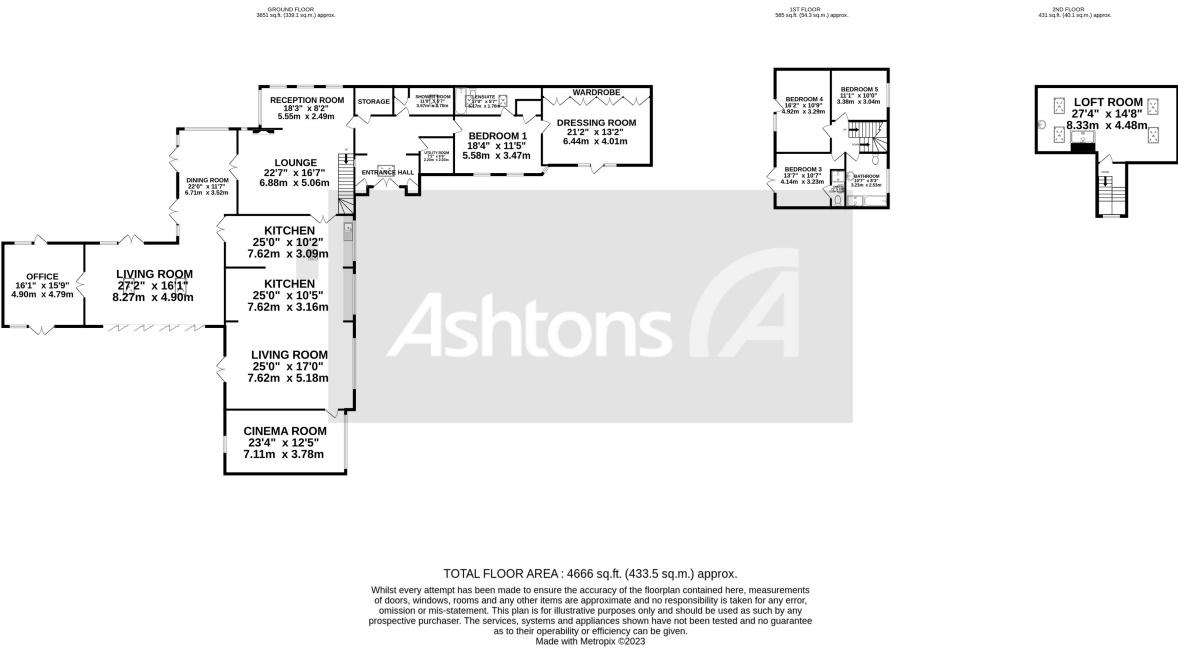 GROUND FLOOR
3651 sq.ft. (339.1 sq.m.) approx.
1ST FLOOR
585 sq.ft. (54.3 sq.m.) approx.
2ND FLOOR
431 sq.ft. (40.1 sq.m.) approx.
RECEPTION ROOM
18'3" x 8'2"
5.55m x 2.49m
STORAGE
SHOWER ROOM
ENSUITE
WARDROBE
DRESSING ROOM
21'2" x 13'2"
6.44m x 4.01m
BEDROOM 1
18'4" x 11'5"
5.58m x 3.47m
UTILITY ROOM
ENTRANCE HALL
LOUNGE
22'7" x 16'7"
6.88m x 5.06m
UP
DINING ROOM
22'0" x 11'7"
6.71m x 3.52m
KITCHEN
25'0" x 10'2"
7.62m x 3.09m
KITCHEN
25'0" x 10'5"
7.62m x 3.16m
OFFICE
16'1" x 15'9"
4.90m x 4.79m
LIVING ROOM
27'2" x 16'1"
8.27m x 4.90m
LIVING ROOM
25'0" x 17'0"
7.62m x 5.18m
CINEMA ROOM
23'4" x 12'5"
7.11m x 3.78m
BEDROOM 4
16'2" x 10'9"
4.92m x 3.29m
BEDROOM 5
11'1" x 10'0"
3.38m x 3.04m
BEDROOM 3
13'7" x 10'7"
4.14m x 3.23m
BATHROOM
10'7" x 8'3"
3.23m x 2.53m
LOFT ROOM
27'4" x 14'8"
8.33m x 4.48m
Ashtons
TOTAL FLOOR AREA : 4666 sq.ft. (433.5 sq.m.) approx.
Whilst every attempt has been made to ensure the accuracy of the floorplan contained here, measurements
of doors, windows, rooms and any other items are approximate and no responsibility is taken for any error,
omission or mis-statement. This plan is for illustrative purposes only and should be used as such by any
prospective purchaser. The services, systems and appliances shown have not been tested and no guarantee
as to their operability or efficiency can be given.
Made with Metropix ©2023